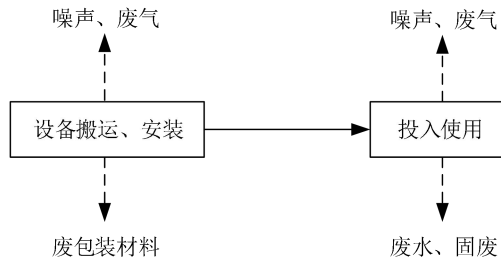 噪声、废气
噪声、废气
设备搬运、安装
投入使用
废包装材料
废水、固废